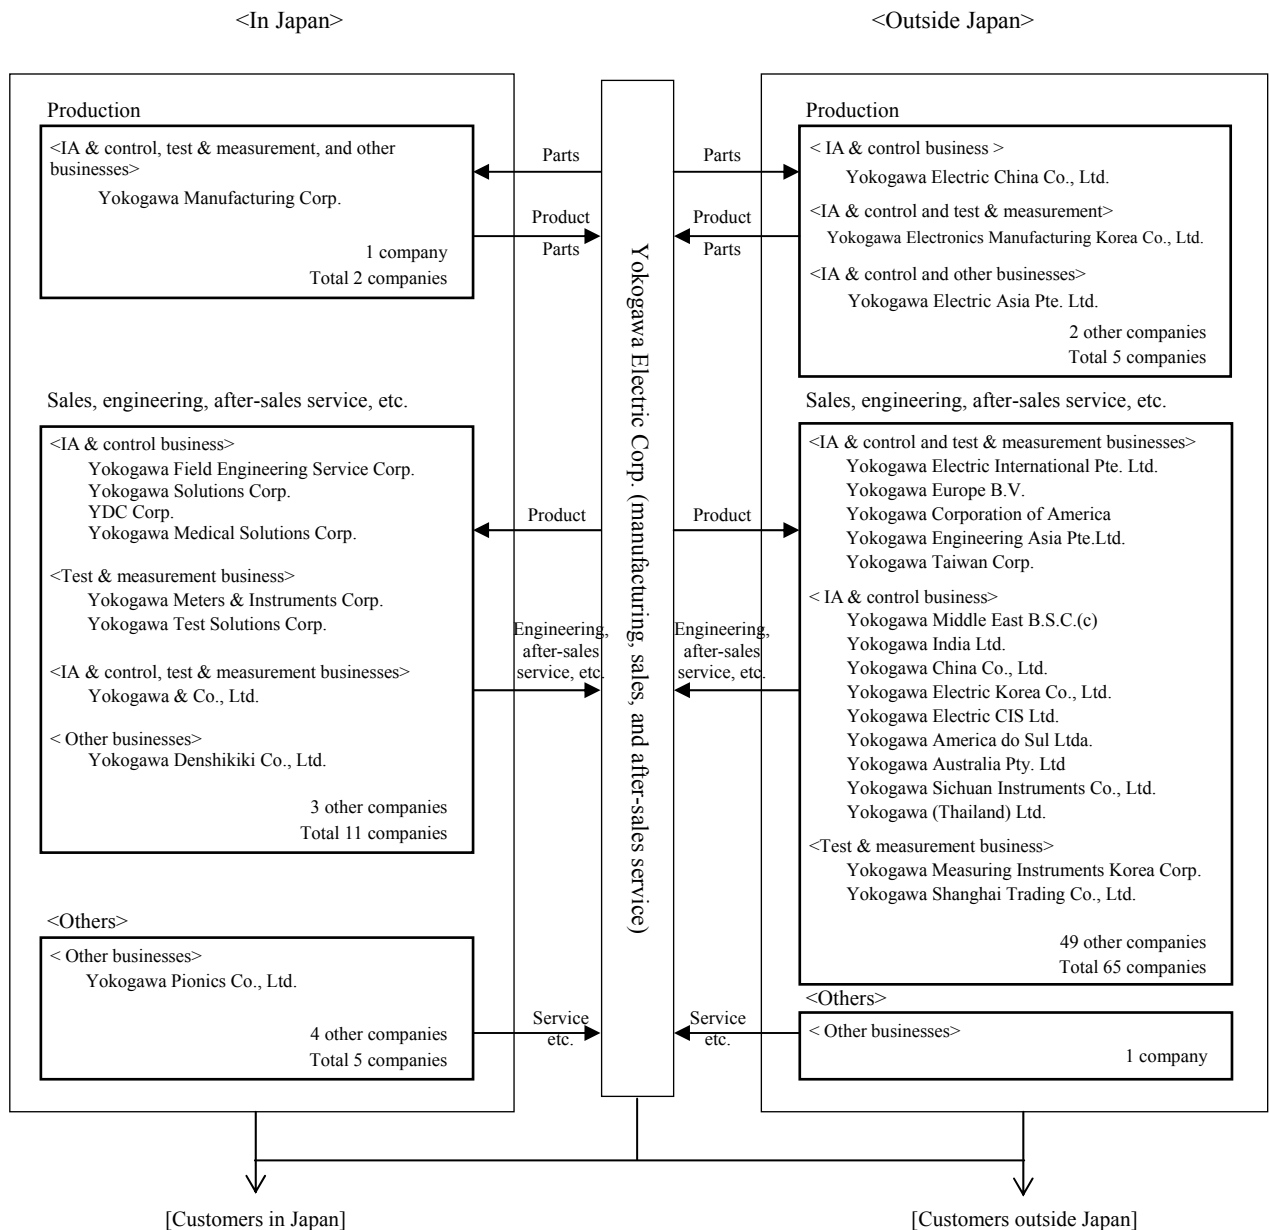 <In Japan>
<Outside Japan>
Production
<IA & control, test & measurement, and other
businesses>
Yokogawa Manufacturing Corp.
1 company
Total 2 companies
Sales, engineering, after-sales service, etc.
<IA & control business>
Yokogawa Field Engineering Service Corp.
Yokogawa Solutions Corp.
YDC Corp.
Yokogawa Medical Solutions Corp.
<Test & measurement business>
Yokogawa Meters & Instruments Corp.
Yokogawa Test Solutions Corp.
<IA & control, test & measurement businesses>
Yokogawa & Co., Ltd.
< Other businesses>
Yokogawa Denshikiki Co., Ltd.
3 other companies
Total 11 companies
<Others>
< Other businesses>
Yokogawa Pionics Co., Ltd.
4 other companies
Total 5 companies
Parts
Product
Parts
Product
Engineering,
after-sales
service, etc.
Service
etc.
Yokogawa Electric Corp. (manufacturing, sales, and after-sales service)
Parts
Product
Parts
Product
Engineering,
after-sales
service, etc.
Service
etc.
Production
< IA & control business >
Yokogawa Electric China Co., Ltd.
<IA & control and test & measurement>
Yokogawa Electronics Manufacturing Korea Co., Ltd.
<IA & control and other businesses>
Yokogawa Electric Asia Pte. Ltd.
2 other companies
Total 5 companies
Sales, engineering, after-sales service, etc.
<IA & control and test & measurement businesses>
Yokogawa Electric International Pte. Ltd.
Yokogawa Europe B.V.
Yokogawa Corporation of America
Yokogawa Engineering Asia Pte.Ltd.
Yokogawa Taiwan Corp.
< IA & control business>
Yokogawa Middle East B.S.C.(c)
Yokogawa India Ltd.
Yokogawa China Co., Ltd.
Yokogawa Electric Korea Co., Ltd.
Yokogawa Electric CIS Ltd.
Yokogawa America do Sul Ltda.
Yokogawa Australia Pty. Ltd
Yokogawa Sichuan Instruments Co., Ltd.
Yokogawa (Thailand) Ltd.
<Test & measurement business>
Yokogawa Measuring Instruments Korea Corp.
Yokogawa Shanghai Trading Co., Ltd.
49 other companies
Total 65 companies
<Others>
< Other businesses>
1 company
[Customers in Japan]
[Customers outside Japan]